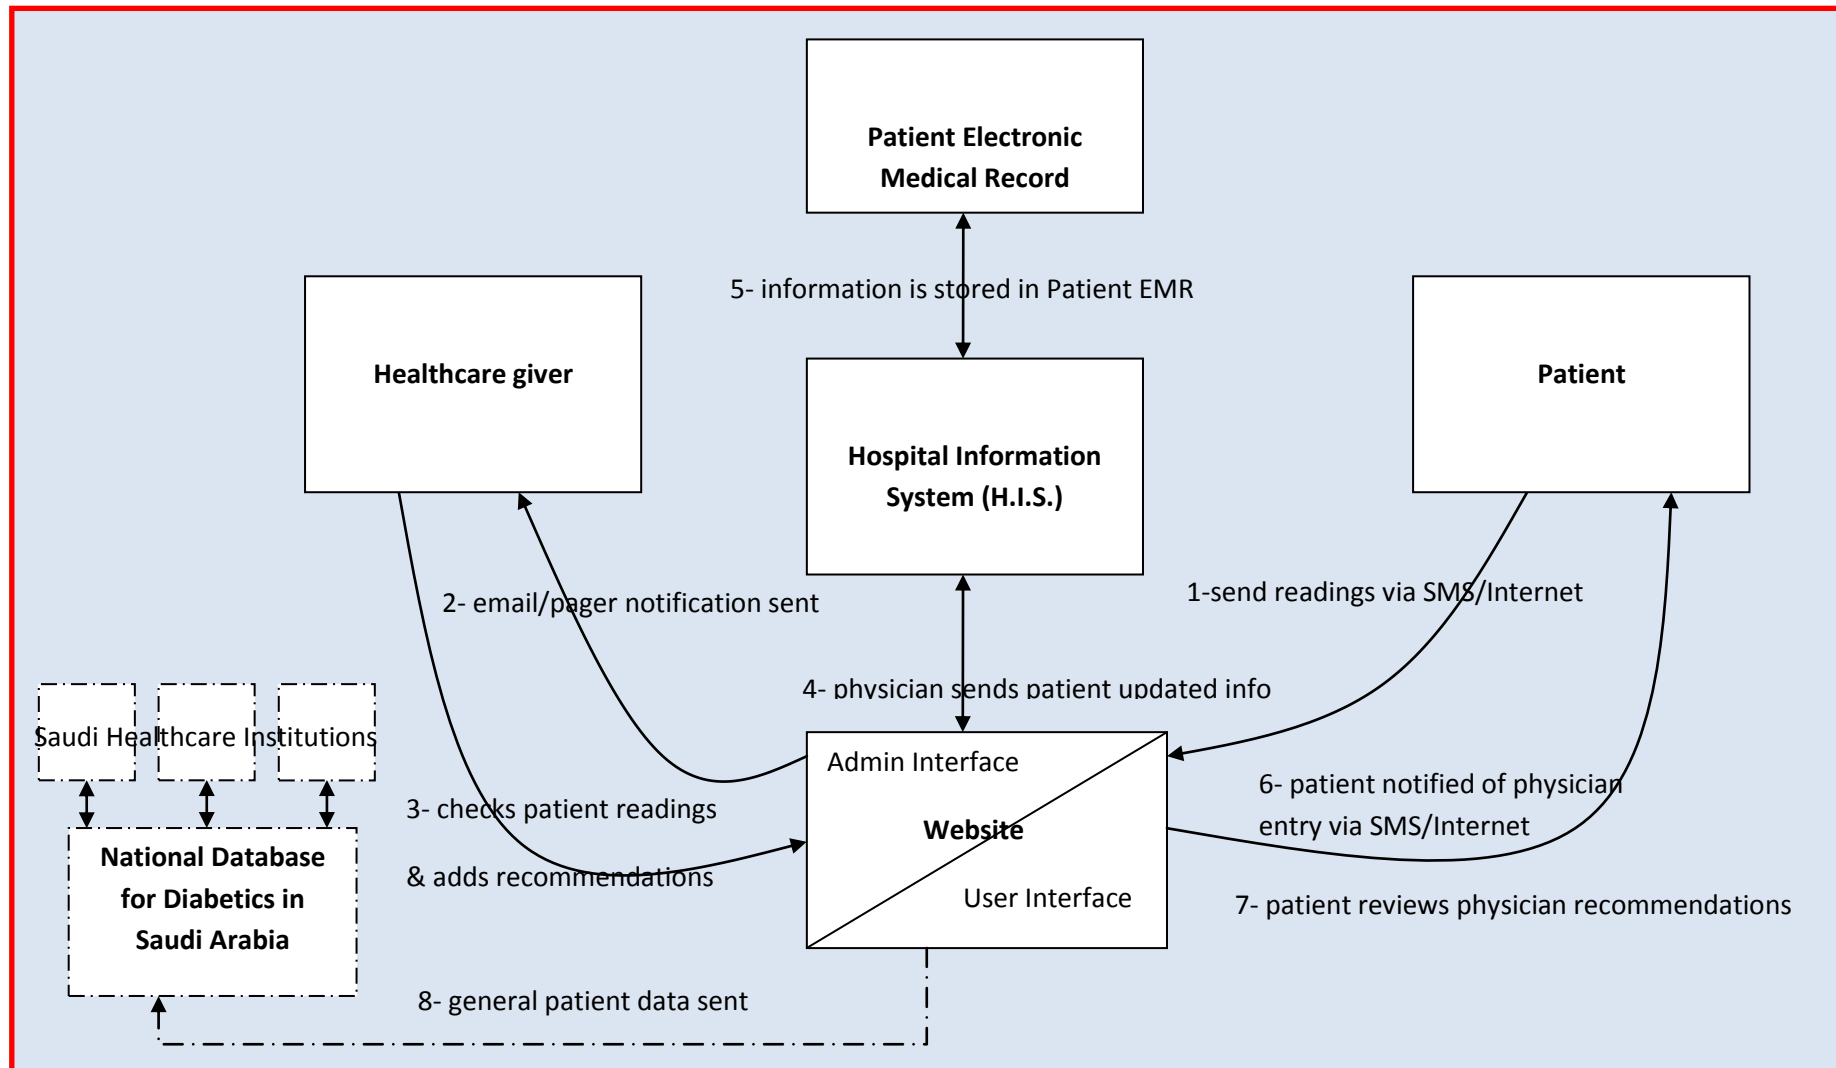 Patient Electronic
Medical Record
5- information is stored in Patient EMR
Healthcare giver
Patient
Hospital Information
System (H.I.S.)
2- email/pager notification sent
1-send readings via SMS/Internet
4- physician sends patient updated info
Saudi Healthcare Institutions
Admin Interface
Website
User Interface
3- checks patient readings
& adds recommendations
6- patient notified of physician
entry via SMS/Internet
7- patient reviews physician recommendations
National Database
for Diabetics in
Saudi Arabia
8- general patient data sent